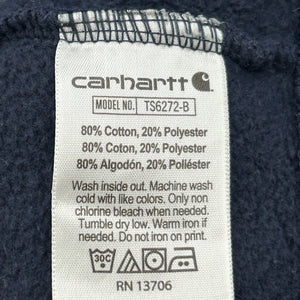 carhartt
MODEL NO. TS6272-B
80% Cotton, 20% Polyester
80% Coton, 20% Polyester
80% Algodón, 20% Poliéster
Wash inside out. Machine wash
cold with like colors. Only non
chlorine bleach when needed.
Tumble dry low. Warm iron if
needed. Do not iron on print.
30C
RN 13706